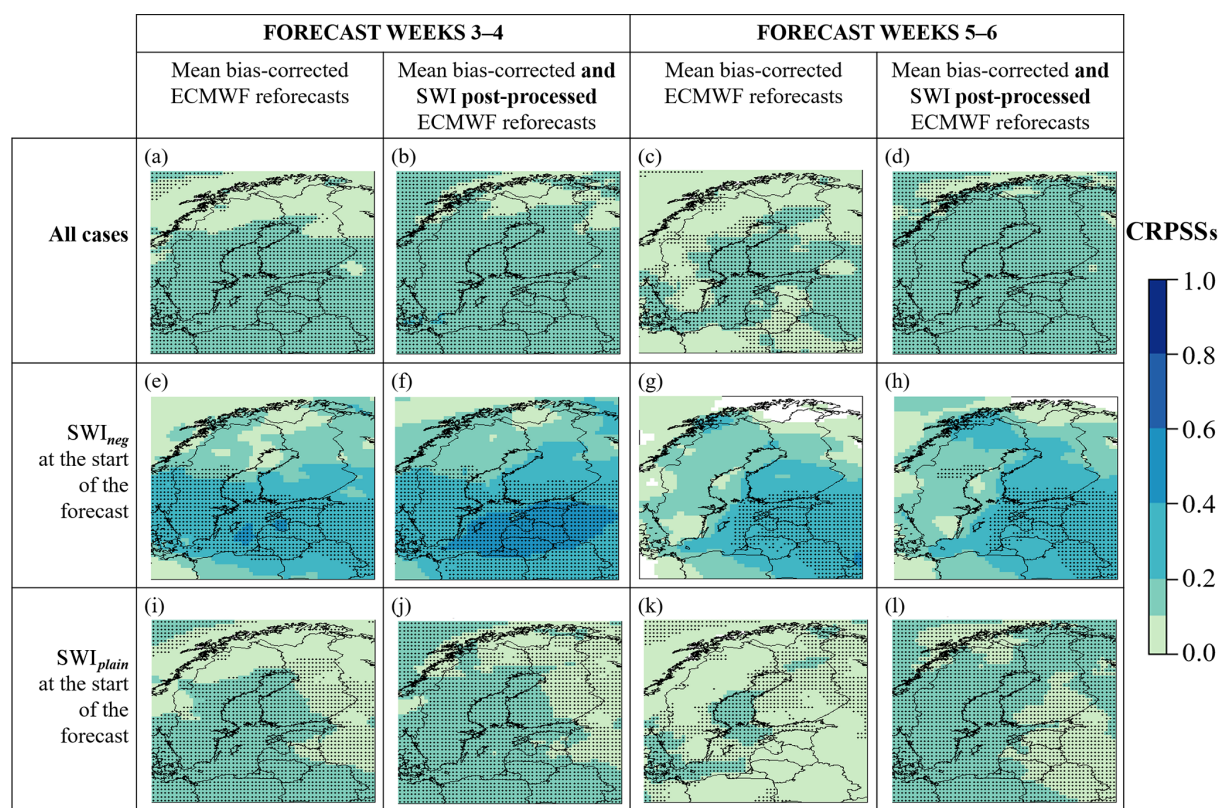 FORECAST WEEKS 3–4
FORECAST WEEKS 5–6
Mean bias-corrected
ECMWF reforecasts
Mean bias-corrected and
SWI post-processed
ECMWF reforecasts
Mean bias-corrected
ECMWF reforecasts
Mean bias-corrected and
SWI post-processed
ECMWF reforecasts
All cases
(a)
(b)
(c)
(d)
SWIneg
at the start
of the
forecast
(e)
(f)
(g)
(h)
SWIplain
at the start
of the
forecast
(i)
(j)
(k)
(l)
CRPSSs
1.0
0.8
0.6
0.4
0.2
0.0